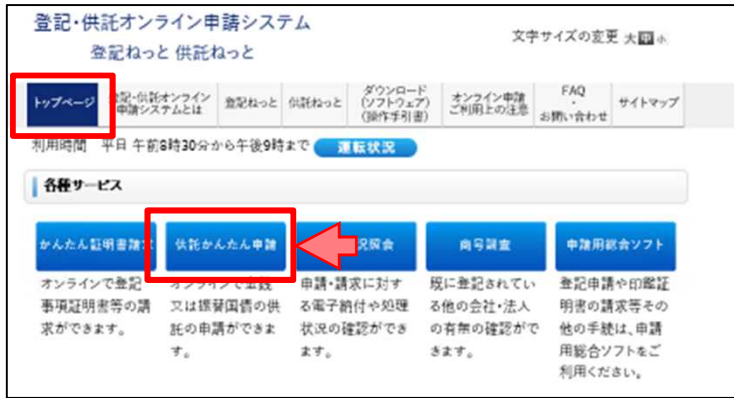 登記・供託オンライン申請システム
登記ねっと 供託ねっと
文字サイズの変更 大 中 小
トップページ
登記・供託オンライン
申請システムとは
登記ねっと
供託ねっと
ダウンロード
(ソフトウェア)
(操作手引書)
オンライン申請
ご利用上の注意
FAQ
・
お問い合わせ
サイトマップ
利用時間 平日 午前8時30分から午後9時まで 運転状況
各種サービス
かんたん証明書請求
オンラインで登記
事項証明書等の請
求ができます。
供託かんたん申請
オンラインで金銭
又は振替国債の供
託の申請ができま
す。
況照会
申請・請求に対す
る電子納付や処理
状況の確認ができ
ます。
商号調査
既に登記されてい
る他の会社・法人
の有無の確認がで
きます。
申請用総合ソフト
登記申請や印鑑証
明書の請求等その
他の手続は、申請
用総合ソフトをご
利用ください。